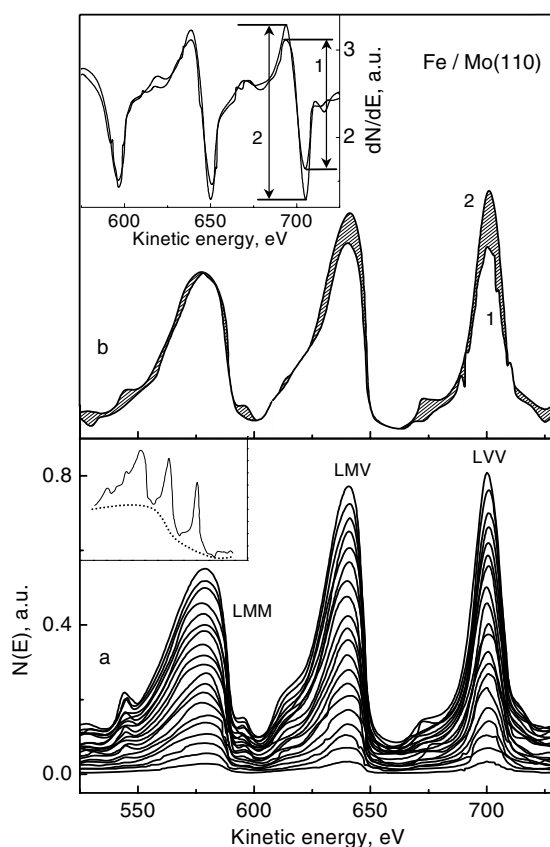 Fe / Mo(110)
3
2
dN/dE, a.u.
1
2
600
650
700
Kinetic energy, eV
2
1
b
LMM
LMV
LVV
a
0.8
0.4
0.0
N(E), a.u.
550
600
650
700
Kinetic energy, eV